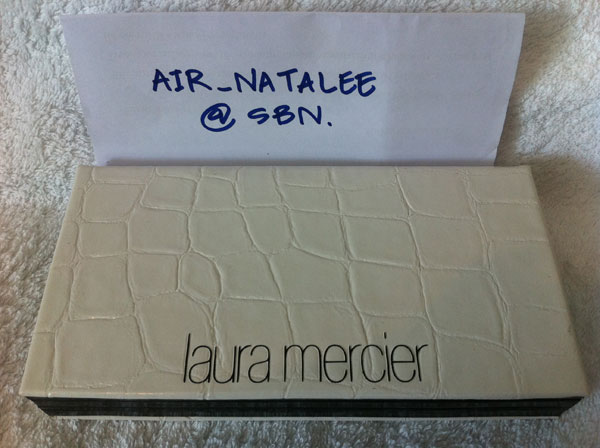 AIR_NATALEE
@ SBN.
laura mercier